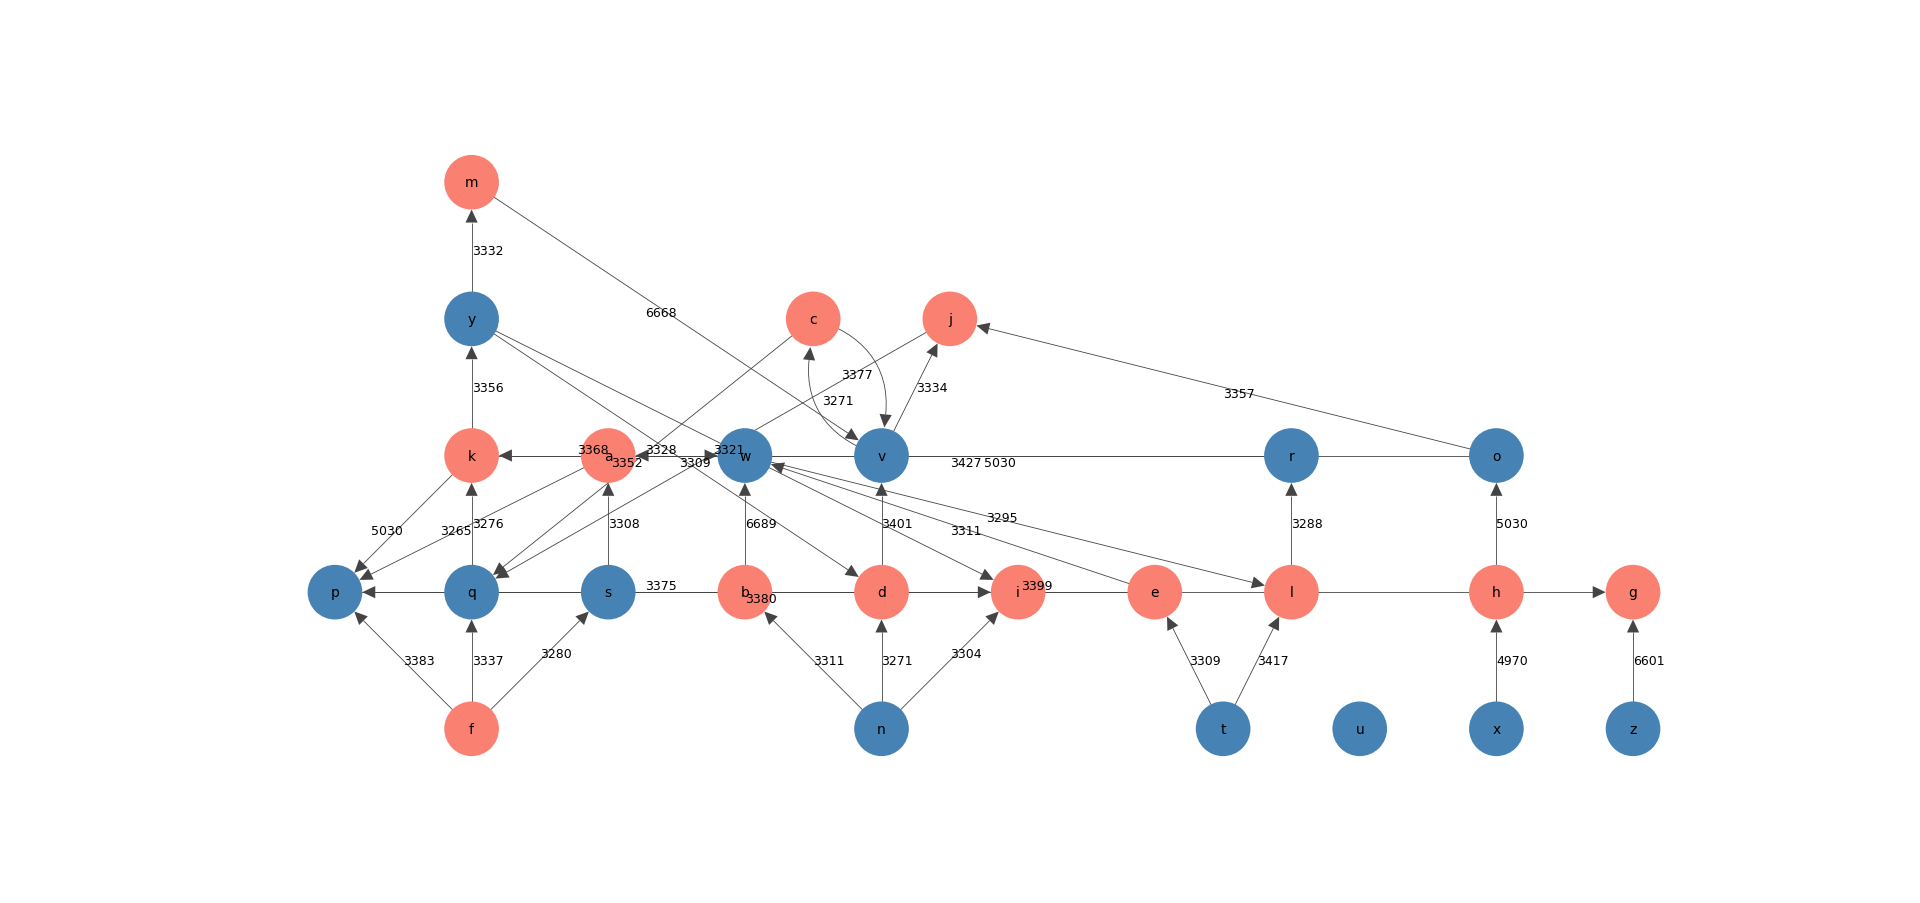 m
3332
6668
y
c
j
3356
3377
3271
3334
3357
k
3368
a
3352
3328
3309
3321
w
v
3427
5030
r
o
5030
3265
3276
3308
6689
3401
3311
3295
3288
5030
p
q
s
3375
b
3380
d
i
3399
e
l
h
g
3383
3337
3280
3311
3271
3304
3309
3417
4970
6601
f
n
t
u
x
z